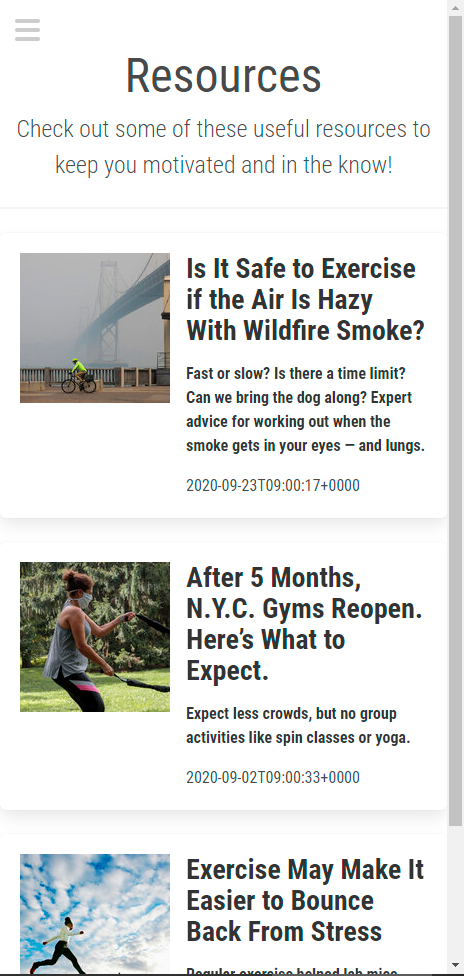 Resources
Check out some of these useful resources to
keep you motivated and in the know!
Is It Safe to Exercise
if the Air Is Hazy
With Wildfire Smoke?
Fast or slow? Is there a time limit?
Can we bring the dog along? Expert
advice for working out when the
smoke gets in your eyes — and lungs.
2020-09-23T09:00:17+0000
After 5 Months,
N.Y.C. Gyms Reopen.
Here’s What to
Expect.
Expect less crowds, but no group
activities like spin classes or yoga.
2020-09-02T09:00:33+0000
Exercise May Make It
Easier to Bounce
Back From Stress
Regular exercise helped lab mice